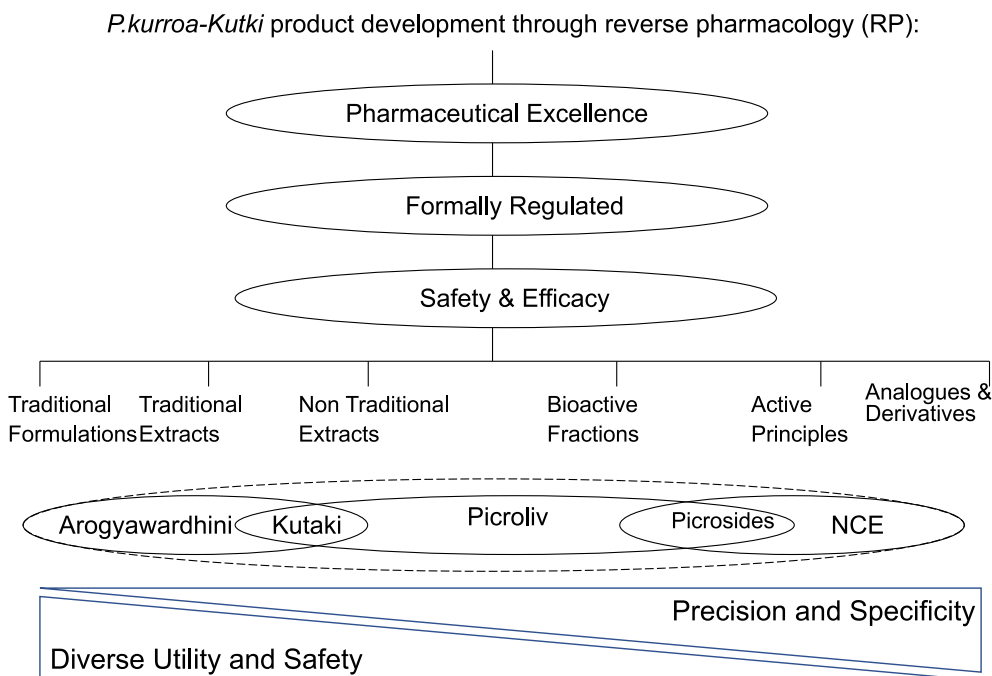 P.kurroa-Kutki product development through reverse pharmacology (RP):
Pharmaceutical Excellence
Formally Regulated
Safety & Efficacy
Traditional
Formulations
Traditional
Extracts
Non Traditional
Extracts
Bioactive
Fractions
Active
Principles
Analogues &
Derivatives
Arogyawardhini
Kutaki
Picroliv
Picrosides
NCE
Precision and Specificity
Diverse Utility and Safety